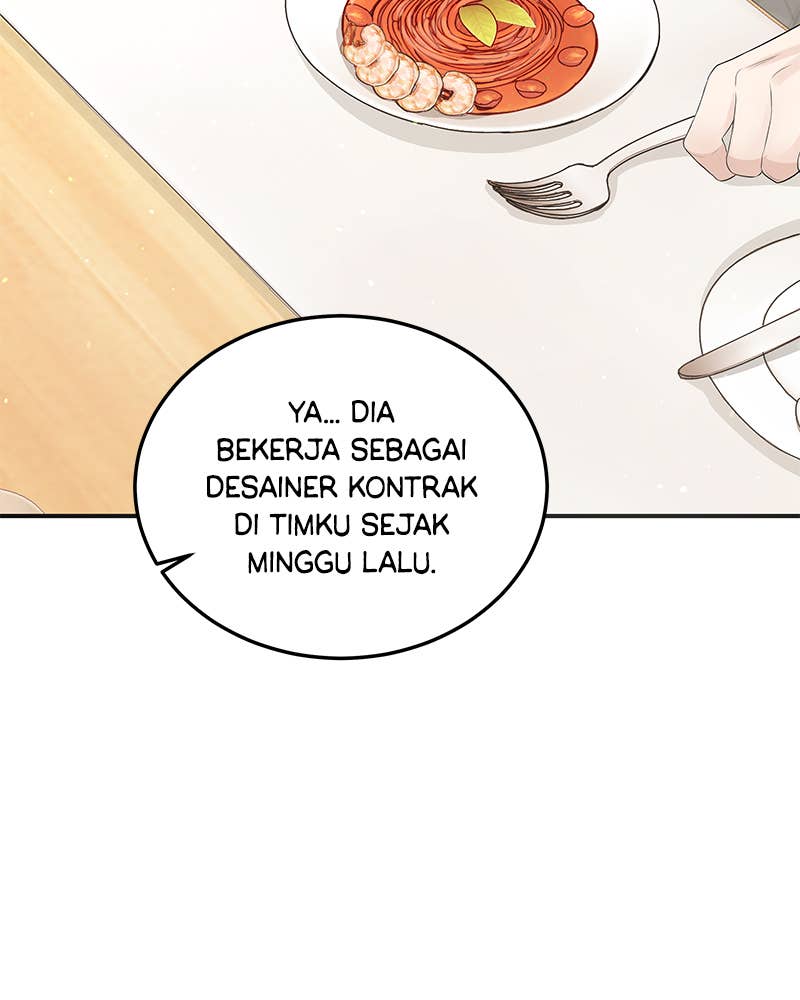 YA... DIA
BEKERJA SEBAGAI
DESAINER KONTRAK
DI TIMKU SEJAK
MINGGU LALU.